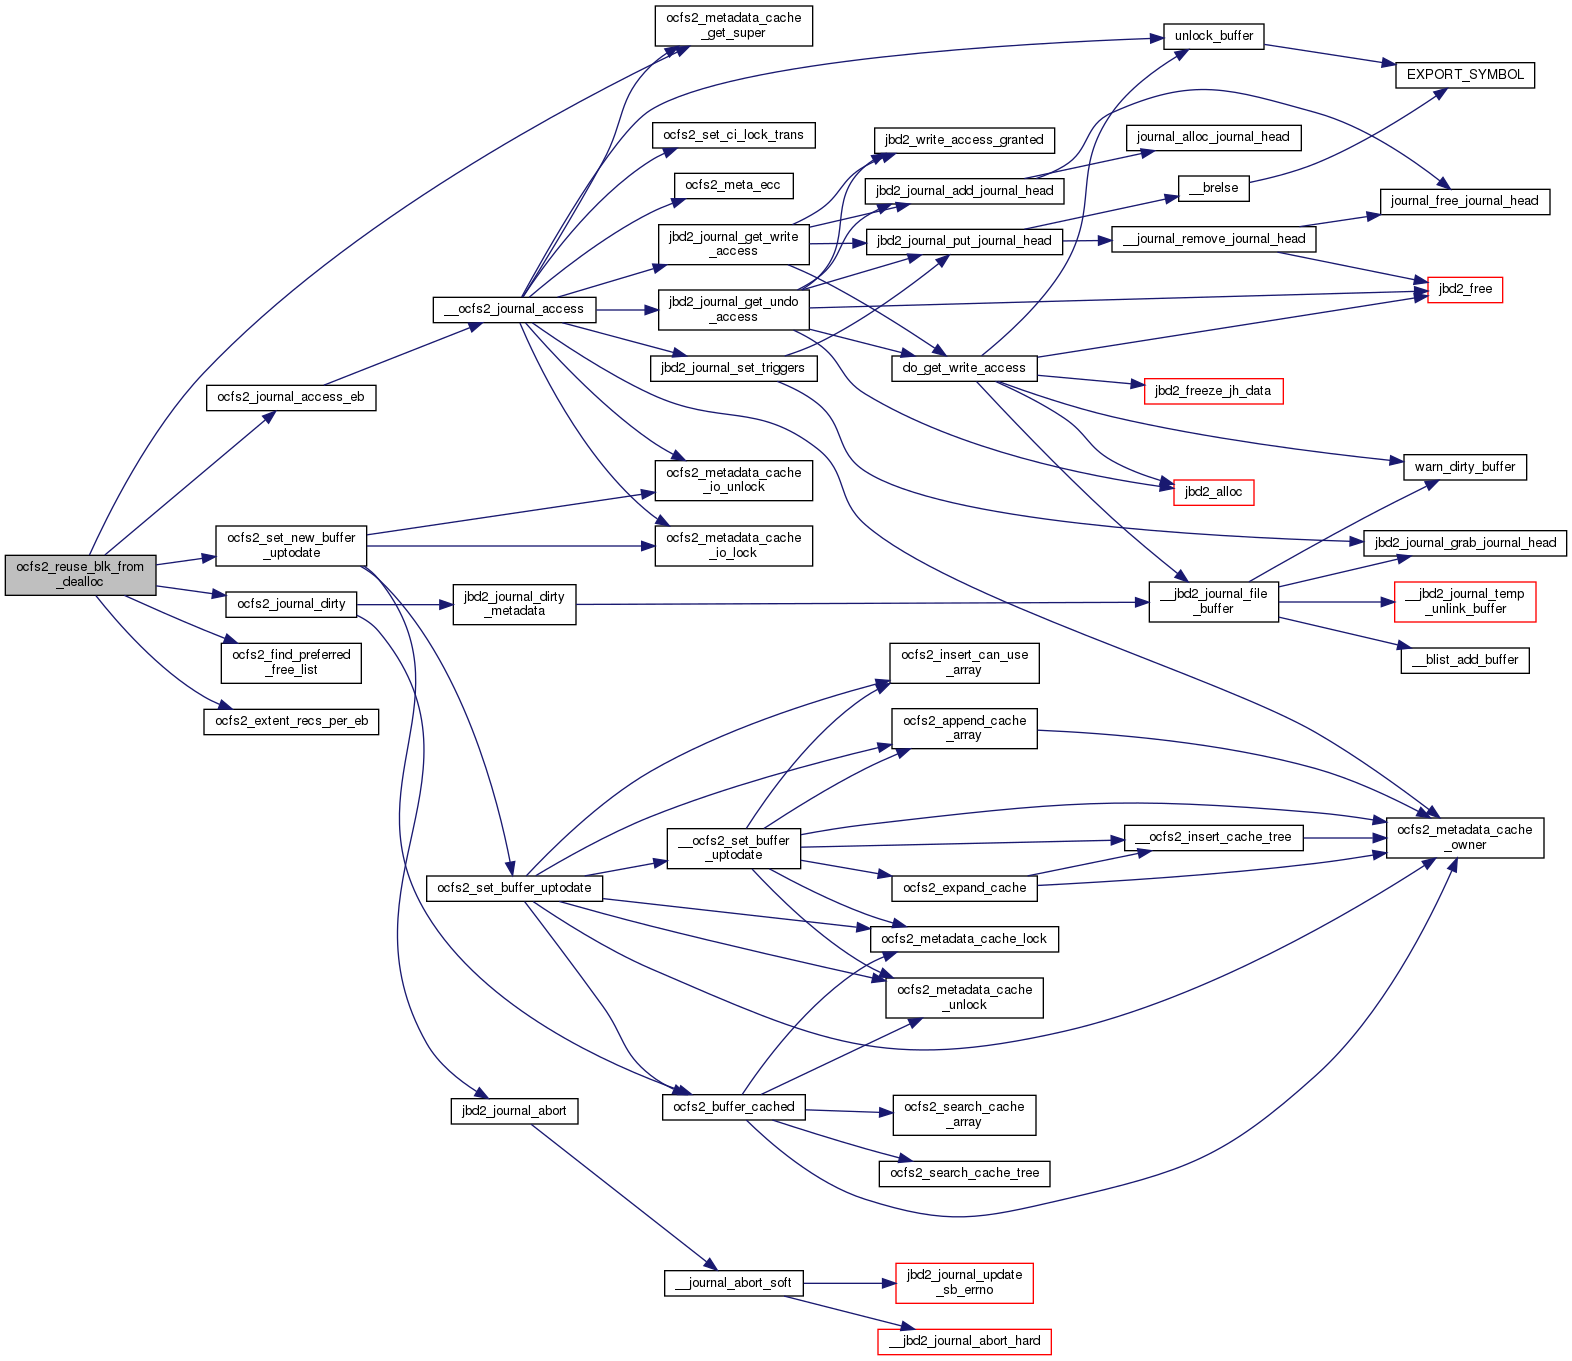 ocfs2_reuse_blk_from
_dealloc
ocfs2_metadata_cache
_get_super
ocfs2_journal_access_eb
ocfs2_set_new_buffer
_uptodate
ocfs2_journal_dirty
ocfs2_find_preferred
_free_list
ocfs2_extent_recs_per_eb
__ocfs2_journal_access
jbd2_journal_dirty
_metadata
ocfs2_set_buffer_uptodate
jbd2_journal_abort
ocfs2_set_ci_lock_trans
ocfs2_meta_ecc
jbd2_journal_get_write
_access
jbd2_journal_get_undo
_access
jbd2_journal_set_triggers
ocfs2_metadata_cache
_io_unlock
ocfs2_metadata_cache
_io_lock
__ocfs2_set_buffer
_uptodate
ocfs2_buffer_cached
__journal_abort_soft
jbd2_write_access_granted
jbd2_journal_add_journal_head
jbd2_journal_put_journal_head
do_get_write_access
ocfs2_insert_can_use
_array
ocfs2_append_cache
_array
ocfs2_expand_cache
ocfs2_metadata_cache_lock
ocfs2_metadata_cache
_unlock
ocfs2_search_cache
_array
ocfs2_search_cache_tree
jbd2_journal_update
_sb_errno
__jbd2_journal_abort_hard
unlock_buffer
journal_alloc_journal_head
__brelse
__journal_remove_journal_head
jbd2_freeze_jh_data
jbd2_alloc
__jbd2_journal_file
_buffer
__ocfs2_insert_cache_tree
EXPORT_SYMBOL
journal_free_journal_head
jbd2_free
warn_dirty_buffer
jbd2_journal_grab_journal_head
__jbd2_journal_temp
_unlink_buffer
__blist_add_buffer
ocfs2_metadata_cache
_owner